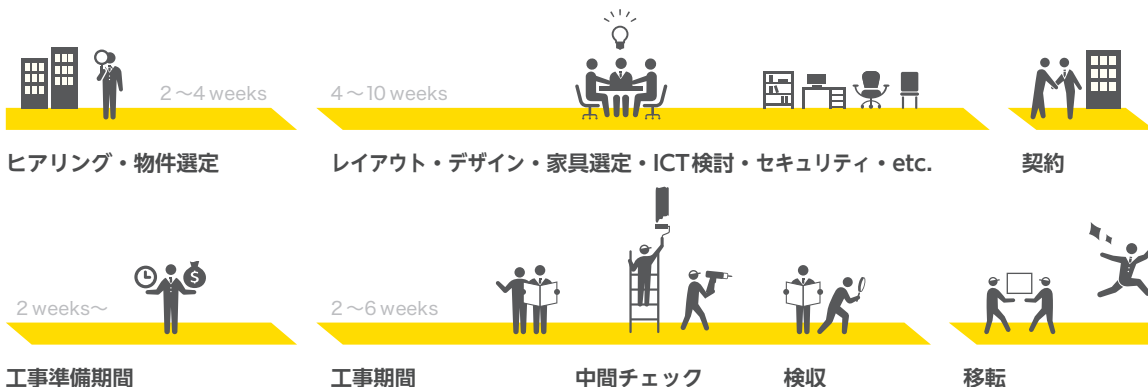 2～4 weeks
4～10 weeks
ヒアリング・物件選定
レイアウト・デザイン・家具選定・ICT検討・セキュリティ・etc.
契約
$
2 weeks～
2～6 weeks
工事準備期間
工事期間
中間チェック
検収
移転